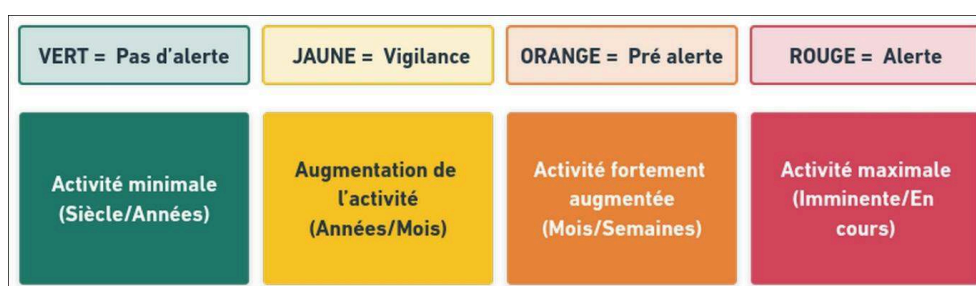 VERT = Pas d'alerte
JAUNE = Vigilance
ORANGE = Pré alerte
ROUGE = Alerte
Activité minimale
(Siècle/Années)
Augmentation de
l'activité
(Années/Mois)
Activité fortement
augmentée
(Mois/Semaines)
Activité maximale
(Imminente/En
cours)